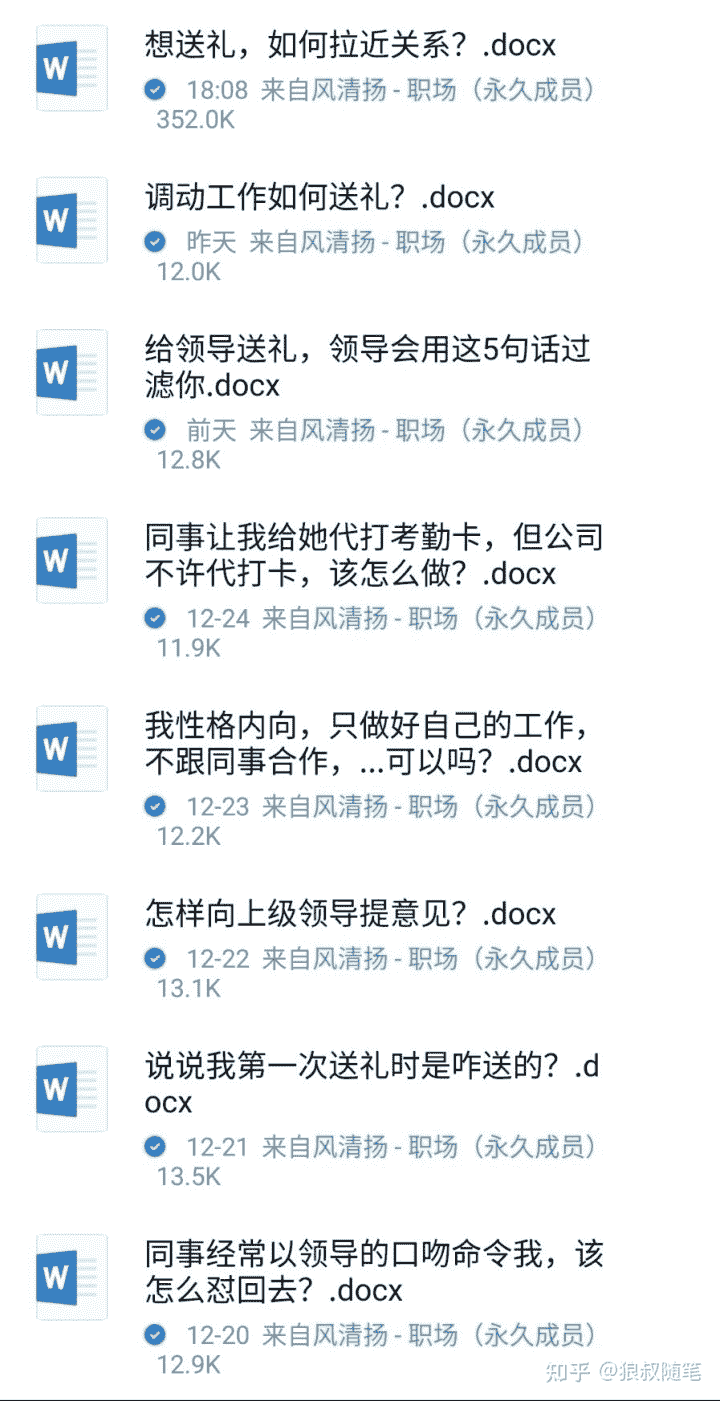 想送礼，如何拉近关系？.docx
18:08 来自风清扬 - 职场（永久成员）
352.0K
W
调动工作如何送礼？.docx
昨天 来自风清扬 - 职场（永久成员）
12.0K
W
给领导送礼，领导会用这5句话过
滤你.docx
前天 来自风清扬 - 职场（永久成员）
12.8K
W
同事让我给她代打考勤卡，但公司
不许代打卡，该怎么做？.docx
12-24 来自风清扬 - 职场（永久成员）
11.9K
W
我性格内向，只做好自己的工作，
不跟同事合作，...可以吗？.docx
12-23 来自风清扬 - 职场（永久成员）
12.2K
W
怎样向上级领导提意见？.docx
12-22 来自风清扬 - 职场（永久成员）
13.1K
W
说说我第一次送礼时是咋送的？.d
ocx
12-21 来自风清扬 - 职场（永久成员）
13.5K
W
同事经常以领导的口吻命令我，该
怎么怼回去？.docx
12-20 来自风清扬 - 职场（永久成员）
12.9K
W
知乎 @狼叔随笔